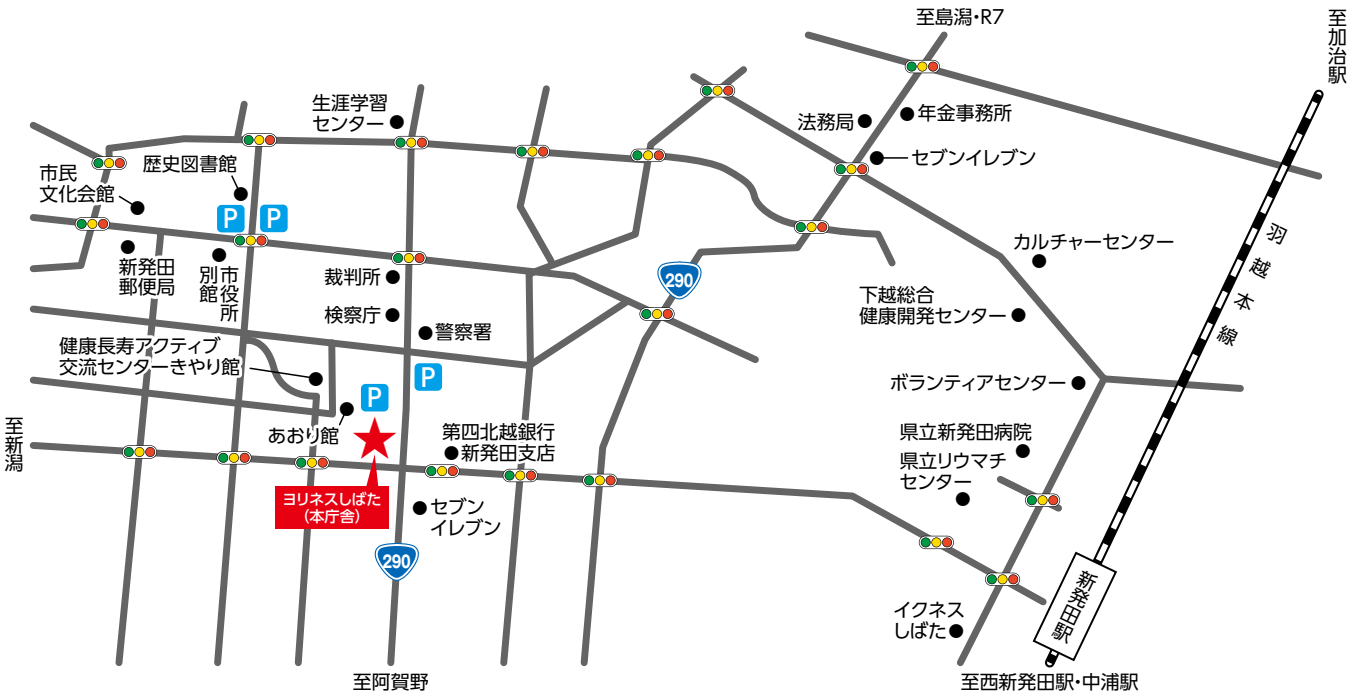 至島潟・R7
至加治駅
生涯学習
センター
法務局
年金事務所
セブンイレブン
市民
文化会館
歴史図書館
P
P
新発田
郵便局
市役所
別館
裁判所
検察庁
警察署
290
カルチャーセンター
羽越本線
下越総合
健康開発センター
健康長寿アクティブ
交流センターきやり館
P
P
ボランティアセンター
あおり館
至新潟
第四北越銀行
新発田支店
県立新発田病院
県立リウマチ
センター
ヨリネスしばた
(本庁舎)
セブン
イレブン
290
新発田駅
イクネス
しばた
至阿賀野
至西新発田駅・中浦駅